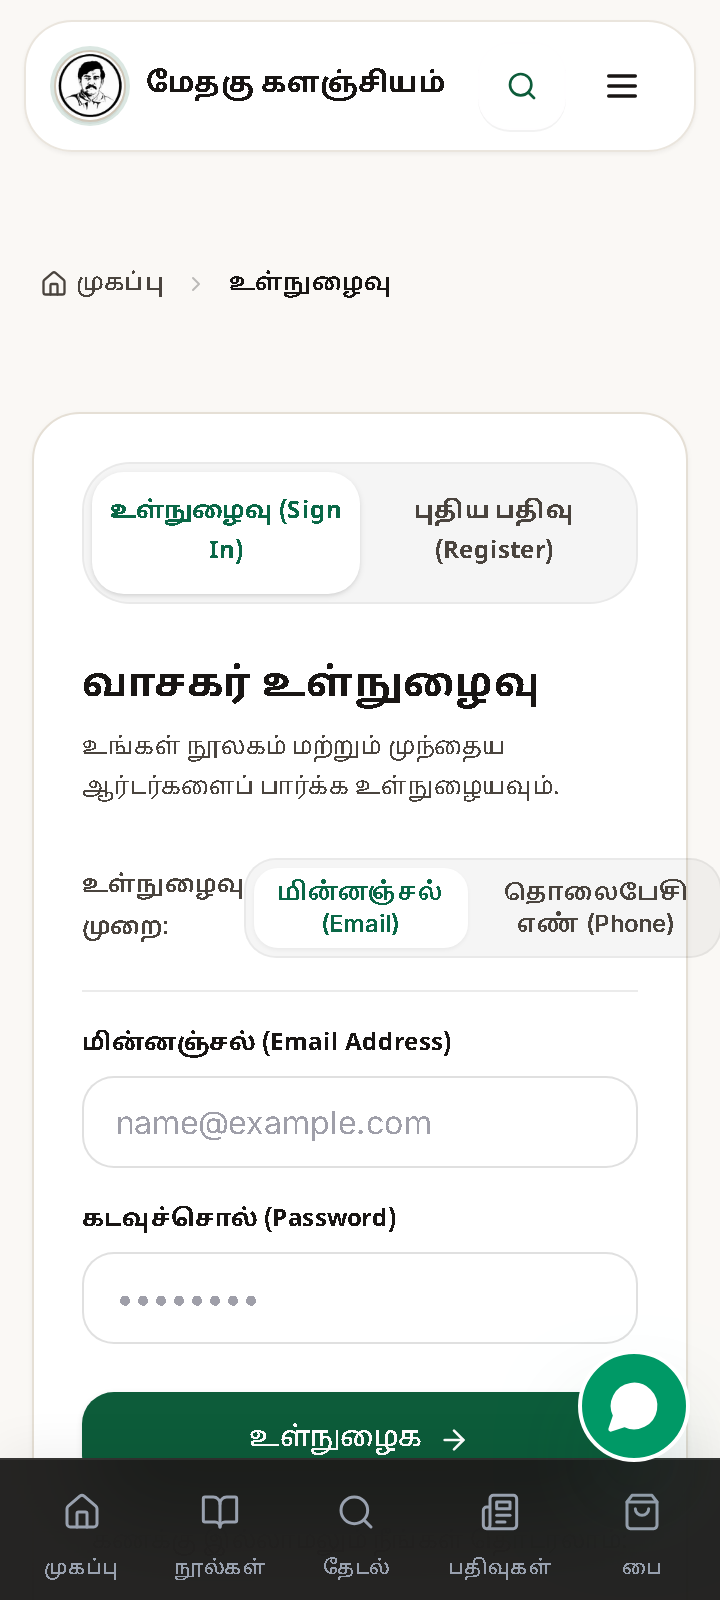 மேதகு களஞ்சியம்
முகப்பு > உள்நுழைவு
உள்நுழைவு (Sign
In)
புதிய பதிவு
(Register)
வாசகர் உள்நுழைவு
உங்கள் நூலகம் மற்றும் முந்தைய
ஆர்டர்களைப் பார்க்க உள்நுழையவும்.
உள்நுழைவு
முறை:
மின்னஞ்சல்
(Email)
தொலைபேசி
எண் (Phone)
மின்னஞ்சல் (Email Address)
name@example.com
கடவுச்சொல் (Password)
••••••••
உள்நுழைக →
முகப்பு
நூல்கள்
தேடல்
பதிவுகள்
பை